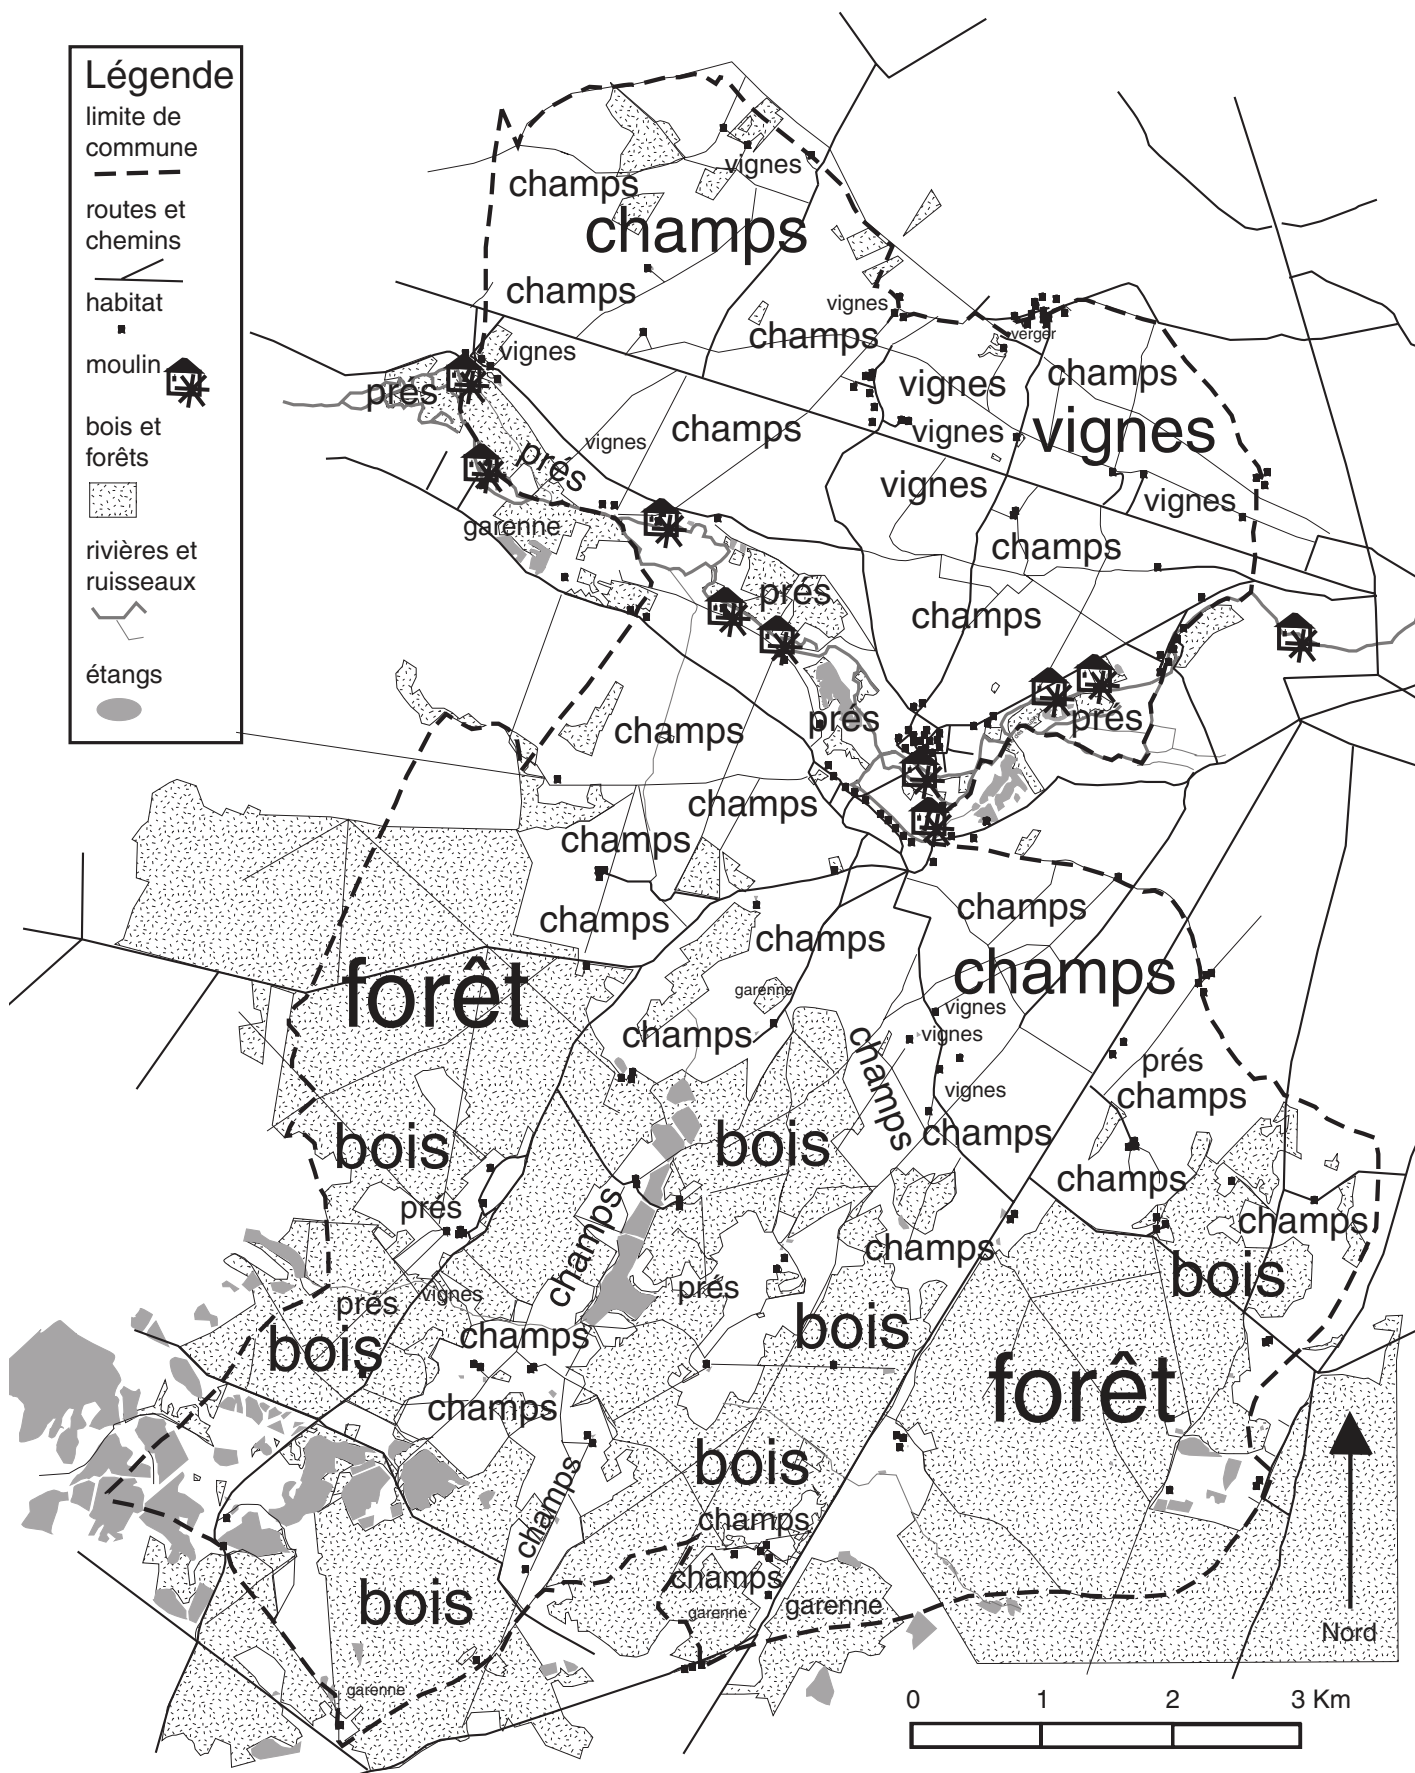 Légende
limite de
commune
routes et
chemins
habitat
moulin
bois et
forêts
rivières et
ruisseaux
étangs
vignes
champs
champs
champs
vignes
champs
verger
vignes
prés
vignes
champs
champs
vignes
vignes
vignes
champs
prés
vignes
vignes
garenne
champs
prés
champs
prés
prés
champs
champs
champs
champs
champs
champs
champs
forêt
garenne
vignes
champs
vignes
champs
prés
champs
vignes
champs
bois
bois
champs
prés
champs
champs
champs
prés
vignes
prés
bois
bois
champs
bois
forêt
champs
bois
champs
champs
bois
champs
garenne
garenne
garenne
Nord
0 1 2 3 Km